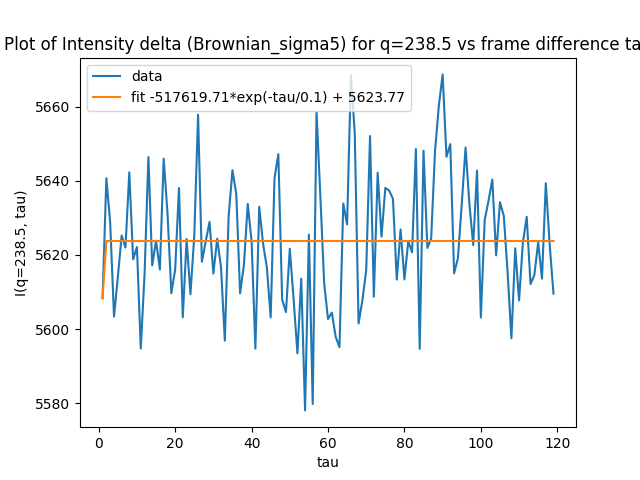 Plot of Intensity delta (Brownian_sigma5) for q=238.5 vs frame difference ta
data
fit -517619.71*exp(-tau/0.1) + 5623.77
5660
5640
5620
5600
5580
I(q=238.5, tau)
0 20 40 60 80 100 120
tau